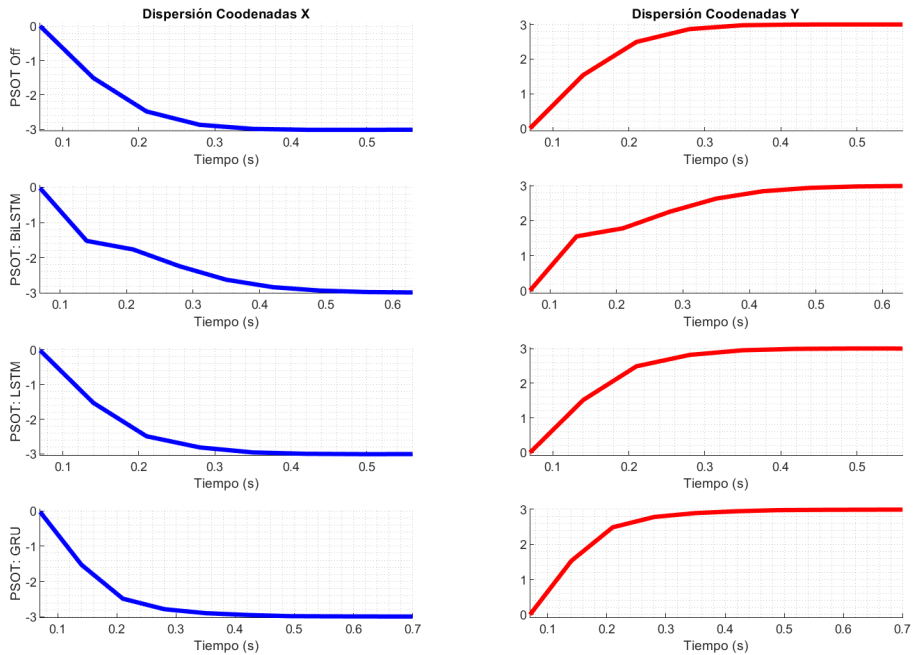 Dispersión Coodenadas X
Dispersión Coodenadas Y
PSOT Off
0
-1
-2
-3
0.1 0.2 0.3 0.4 0.5
Tiempo (s)
3
2
1
0
0.1 0.2 0.3 0.4 0.5
Tiempo (s)
PSOT: BiLSTM
0
-1
-2
-3
0.1 0.2 0.3 0.4 0.5 0.6
Tiempo (s)
3
2
1
0
0.1 0.2 0.3 0.4 0.5 0.6
Tiempo (s)
PSOT: LSTM
0
-1
-2
-3
0.1 0.2 0.3 0.4 0.5
Tiempo (s)
3
2
1
0
0.1 0.2 0.3 0.4 0.5
Tiempo (s)
PSOT: GRU
0
-1
-2
-3
0.1 0.2 0.3 0.4 0.5 0.6 0.7
Tiempo (s)
3
2
1
0
0.1 0.2 0.3 0.4 0.5 0.6 0.7
Tiempo (s)